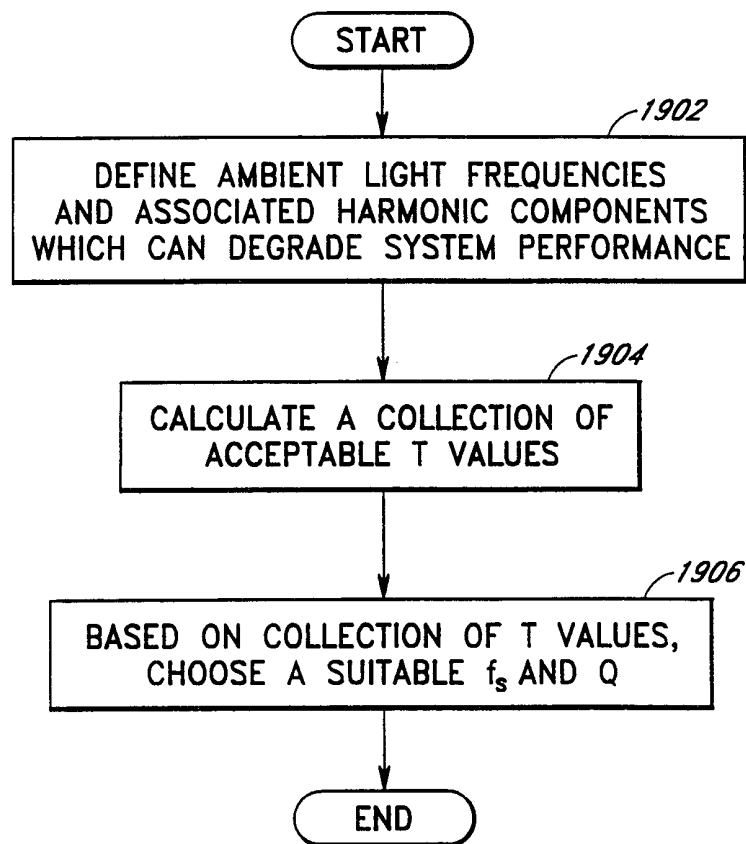 START
1902
DEFINE AMBIENT LIGHT FREQUENCIES
AND ASSOCIATED HARMONIC COMPONENTS
WHICH CAN DEGRADE SYSTEM PERFORMANCE
1904
CALCULATE A COLLECTION OF
ACCEPTABLE T VALUES
1906
BASED ON COLLECTION OF T VALUES,
CHOOSE A SUITABLE fs AND Q
END